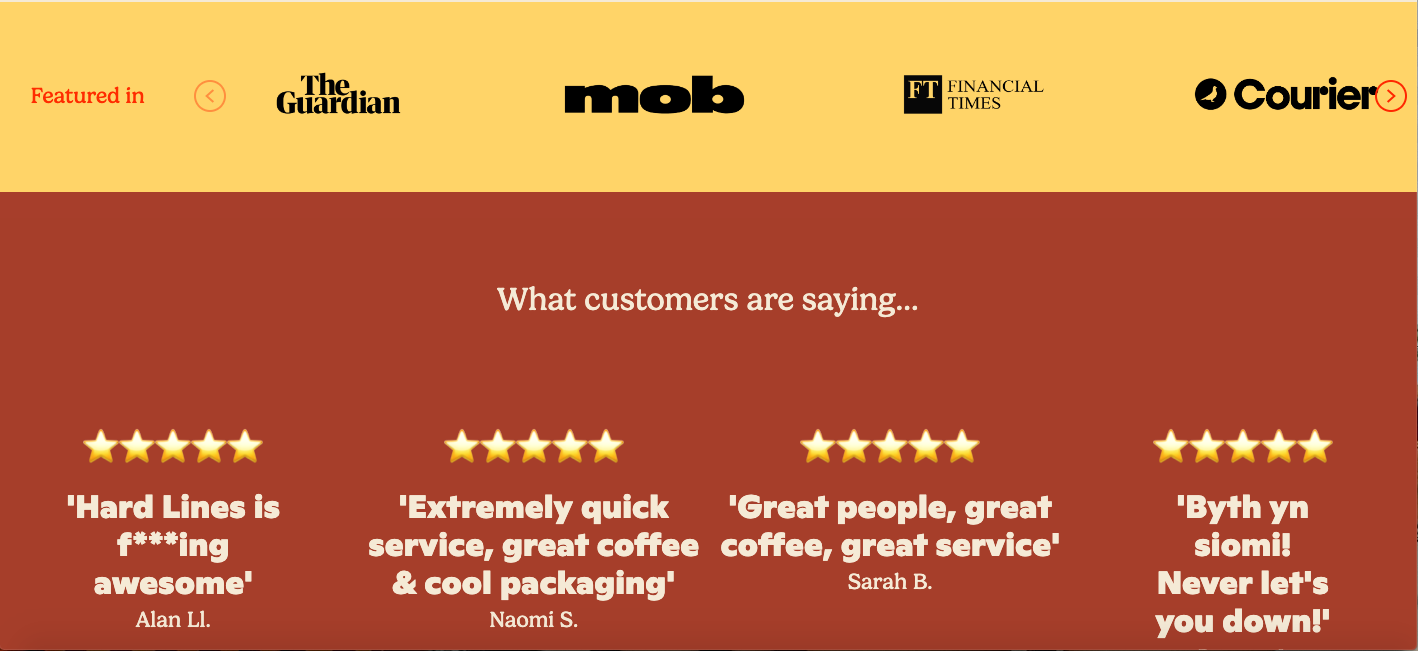 Featured in
The
Guardian
mob
FT FINANCIAL
TIMES
Courier
What customers are saying...
'Hard Lines is
f***ing
awesome'
Alan Ll.
'Extremely quick
service, great coffee
& cool packaging'
Naomi S.
'Great people, great
coffee, great service'
Sarah B.
'Byth yn
siomi!
Never let's
you down!'